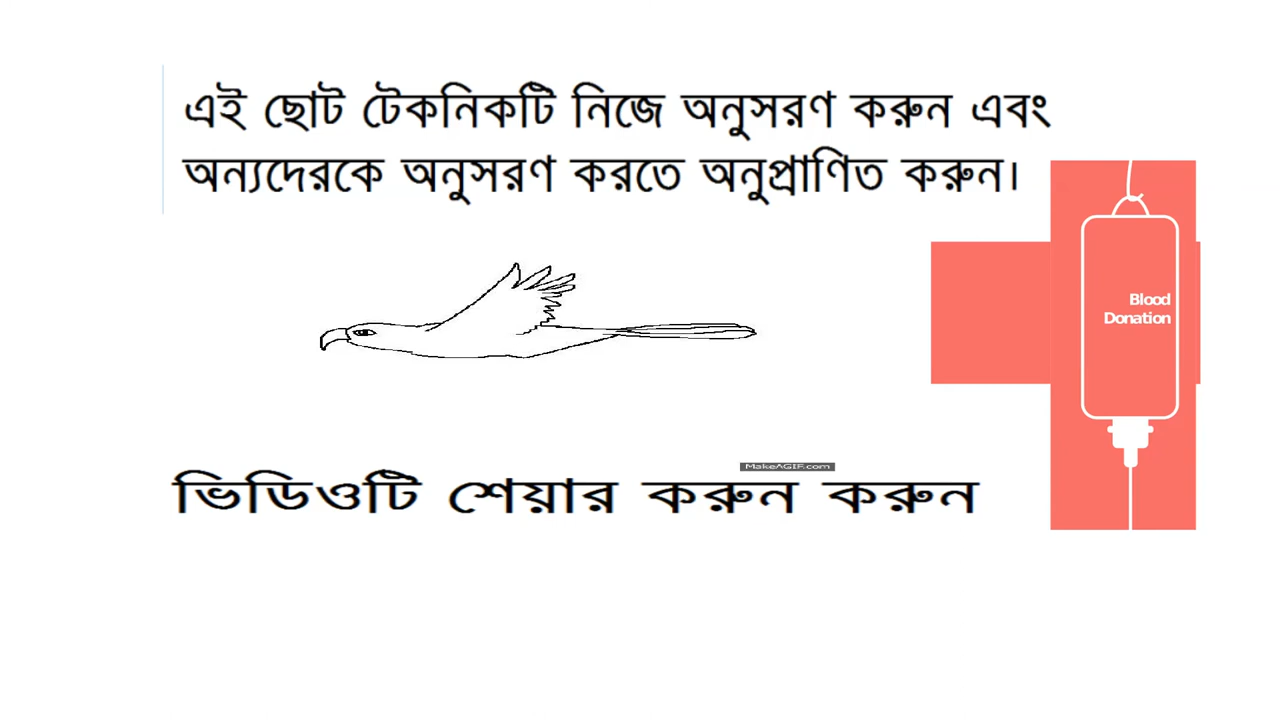 এই ছোট টেকনিকটি নিজে অনুসরণ করুন এবং
অন্যদেরকে অনুসরণ করতে অনুপ্রাণিত করুন।
Blood
Donation
MakeAGIF.com
ভিডিওটি শেয়ার করুন করুন